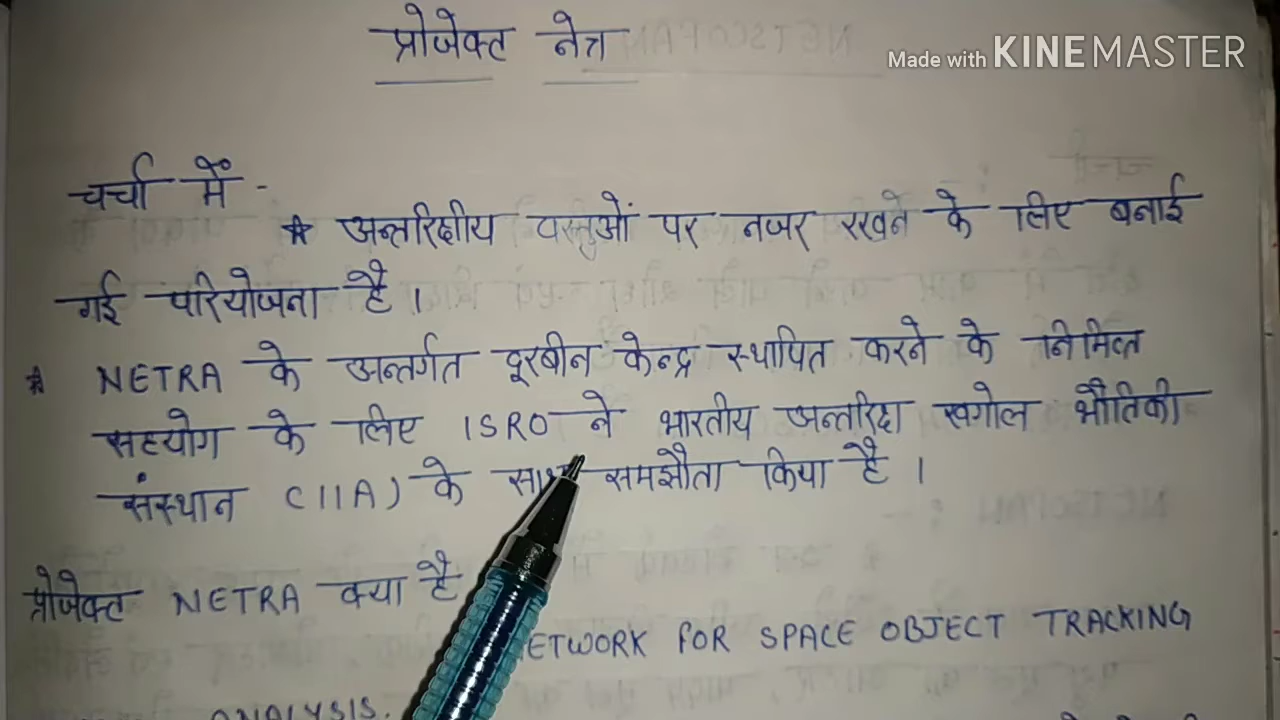 प्रोजेक्ट नेत्र
Made with KINEMASTER
चर्चा में -
* अन्तरिक्षीय वस्तुओं पर नजर रखने के लिए बनाई
गई परियोजना है।
* NETRA के अन्तर्गत दूरबीन केन्द्र स्थापित करने के निमित्त
सहयोग के लिए ISRO ने भारतीय अन्तरिक्ष खगोल भौतिकी
संस्थान (IIA) के साथ समझौता किया है।
प्रोजेक्ट NETRA क्या है
ETWORK FOR SPACE OBJECT TRACKING
ANALYSIS.